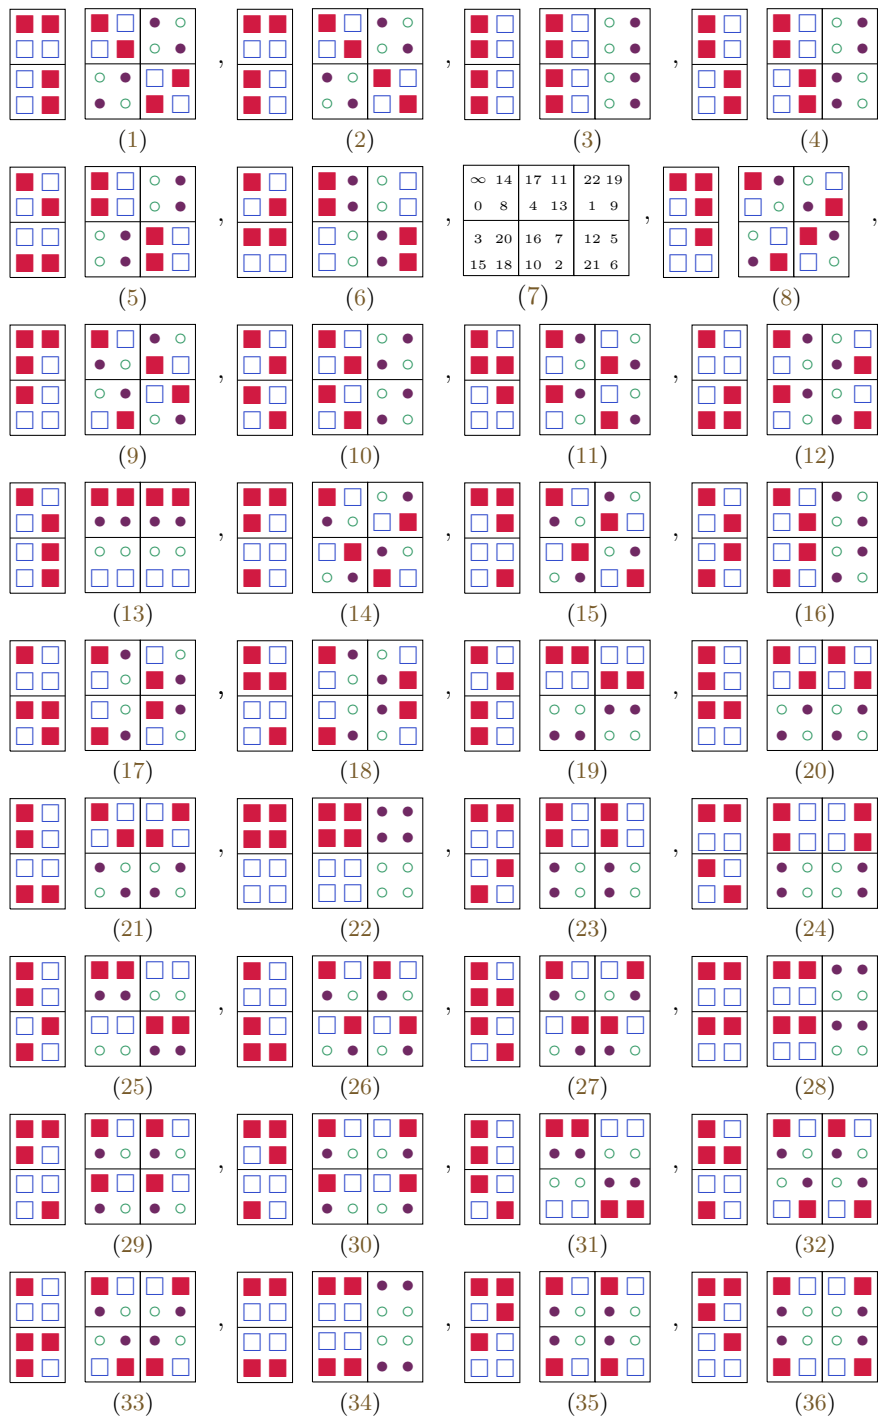 , , ,
(1) (2) (3) (4)
∞ 14 17 11 22 19
0 8 4 13 1 9
, , ,
3 20 16 7 12 5
15 18 10 2 21 6
(5) (6) (7) (8)
, , ,
(9) (10) (11) (12)
, , ,
(13) (14) (15) (16)
, , ,
(17) (18) (19) (20)
, , ,
(21) (22) (23) (24)
, , ,
(25) (26) (27) (28)
, , ,
(29) (30) (31) (32)
, , ,
(33) (34) (35) (36)